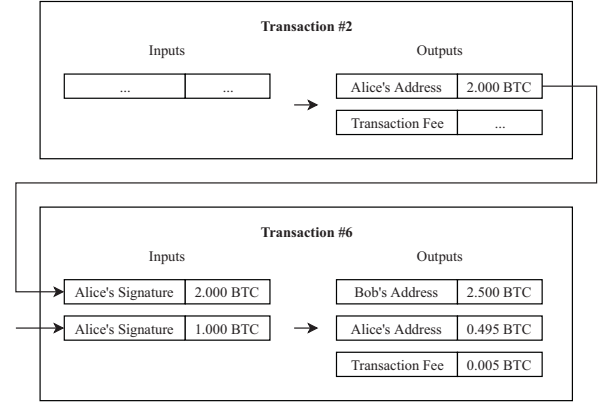 Transaction #2
Inputs Outputs
... ... Alice's Address 2.000 BTC
Transaction Fee ...
Transaction #6
Inputs Outputs
Alice's Signature 2.000 BTC Bob's Address 2.500 BTC
Alice's Signature 1.000 BTC Alice's Address 0.495 BTC
Transaction Fee 0.005 BTC